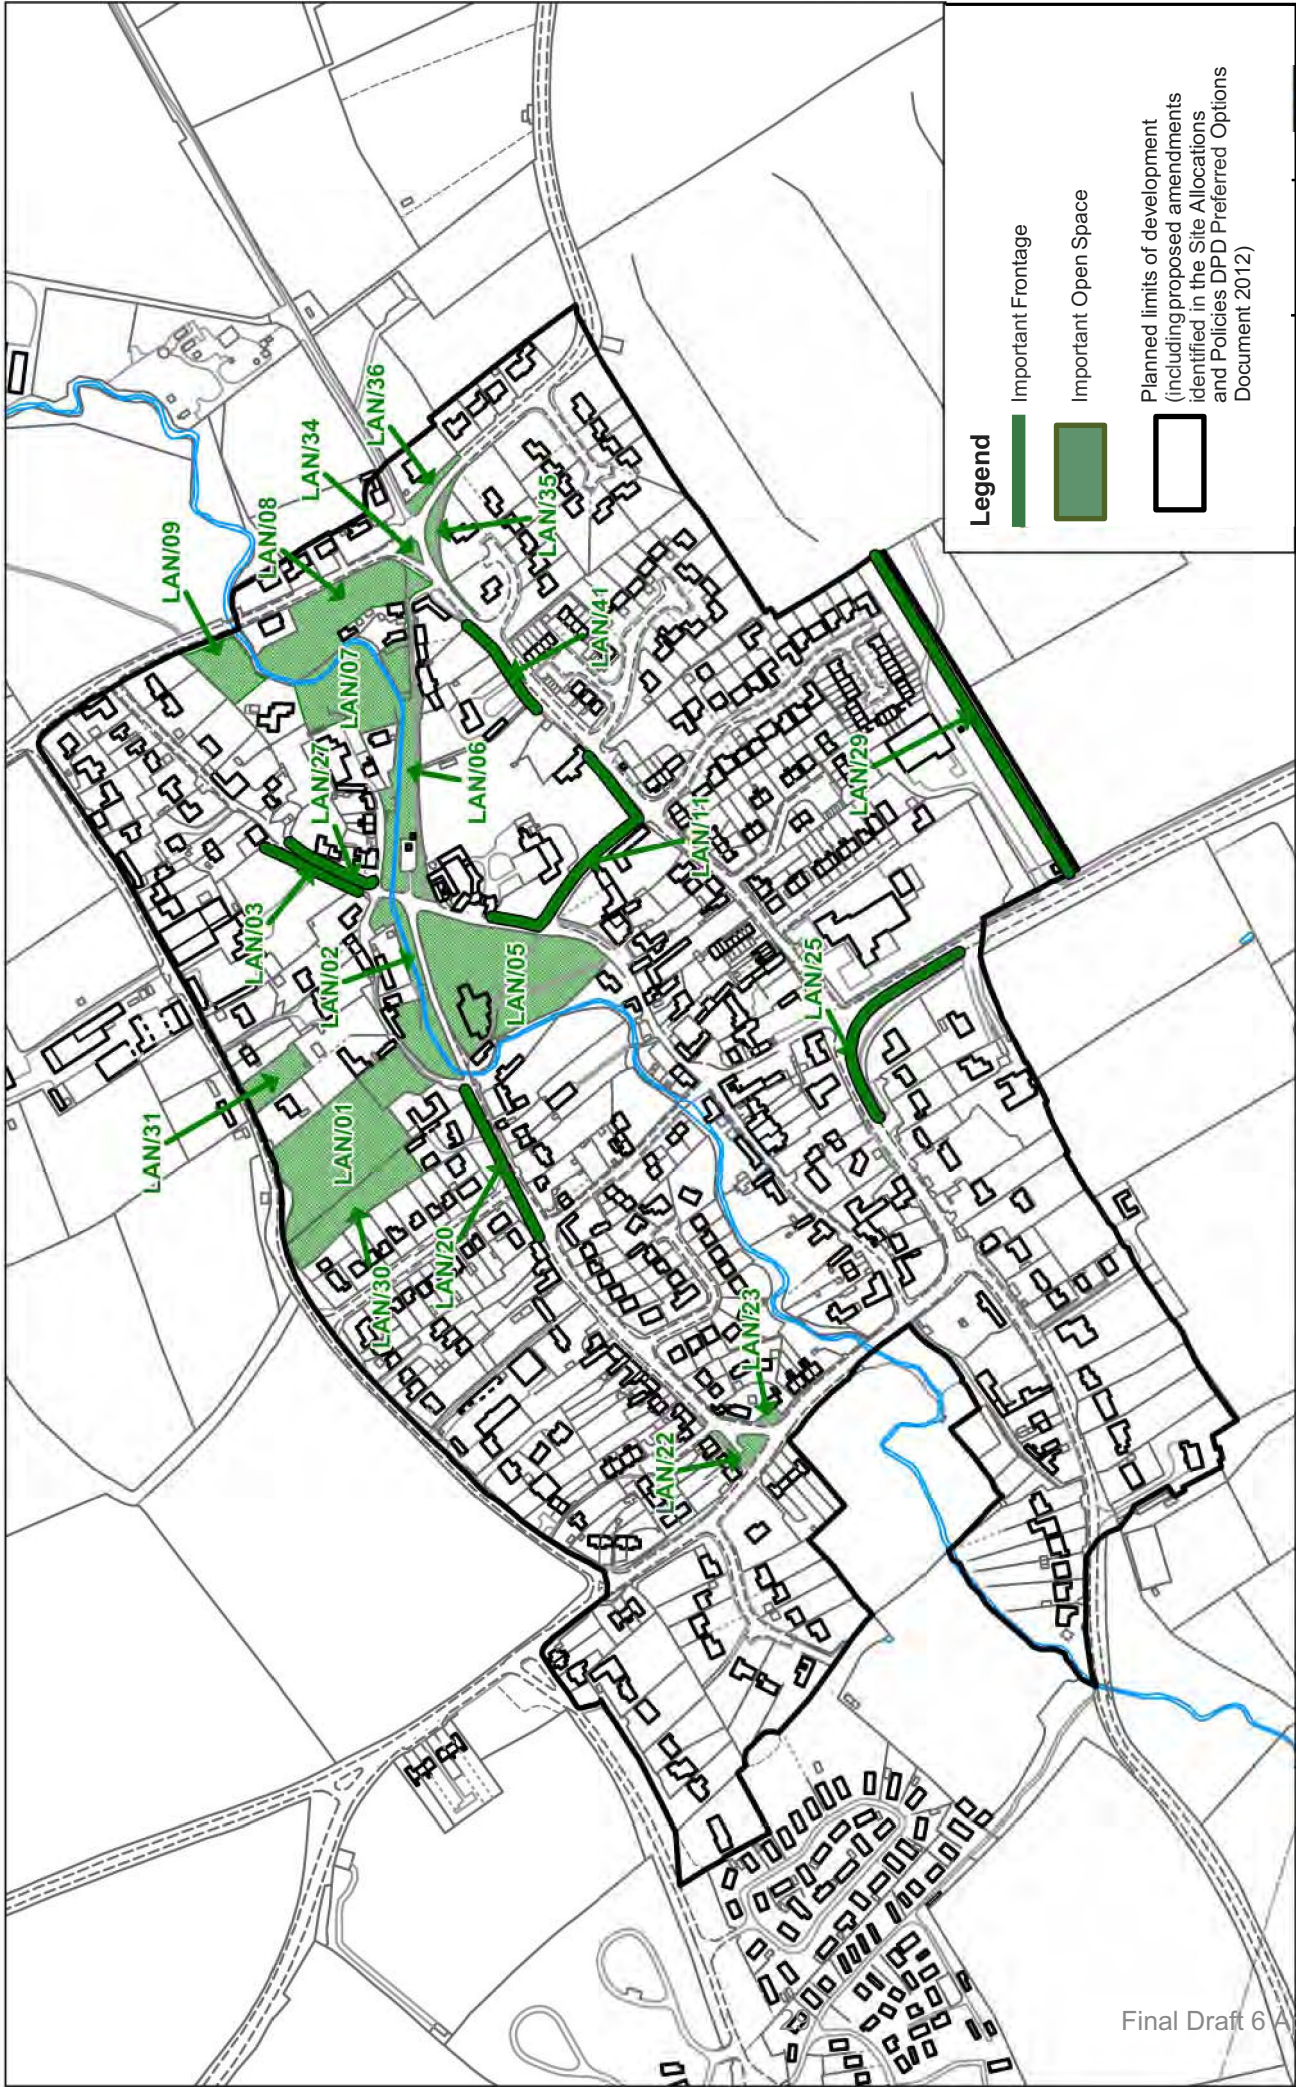 LAN/36
LAN/34
LAN/08
LAN/09
LAN/35
LAN/41
LAN/07
LAN/27
LAN/06
LAN/03
LAN/11
LAN/29
LAN/02
LAN/05
LAN/25
LAN/31
LAN/01
LAN/20
LAN/30
LAN/23
LAN/22
Legend
Important Frontage
Important Open Space
Planned limits of development
(including proposed amendments
identified in the Site Allocations
and Policies DPD Preferred Options
Document 2012)
Final Draft 6 A